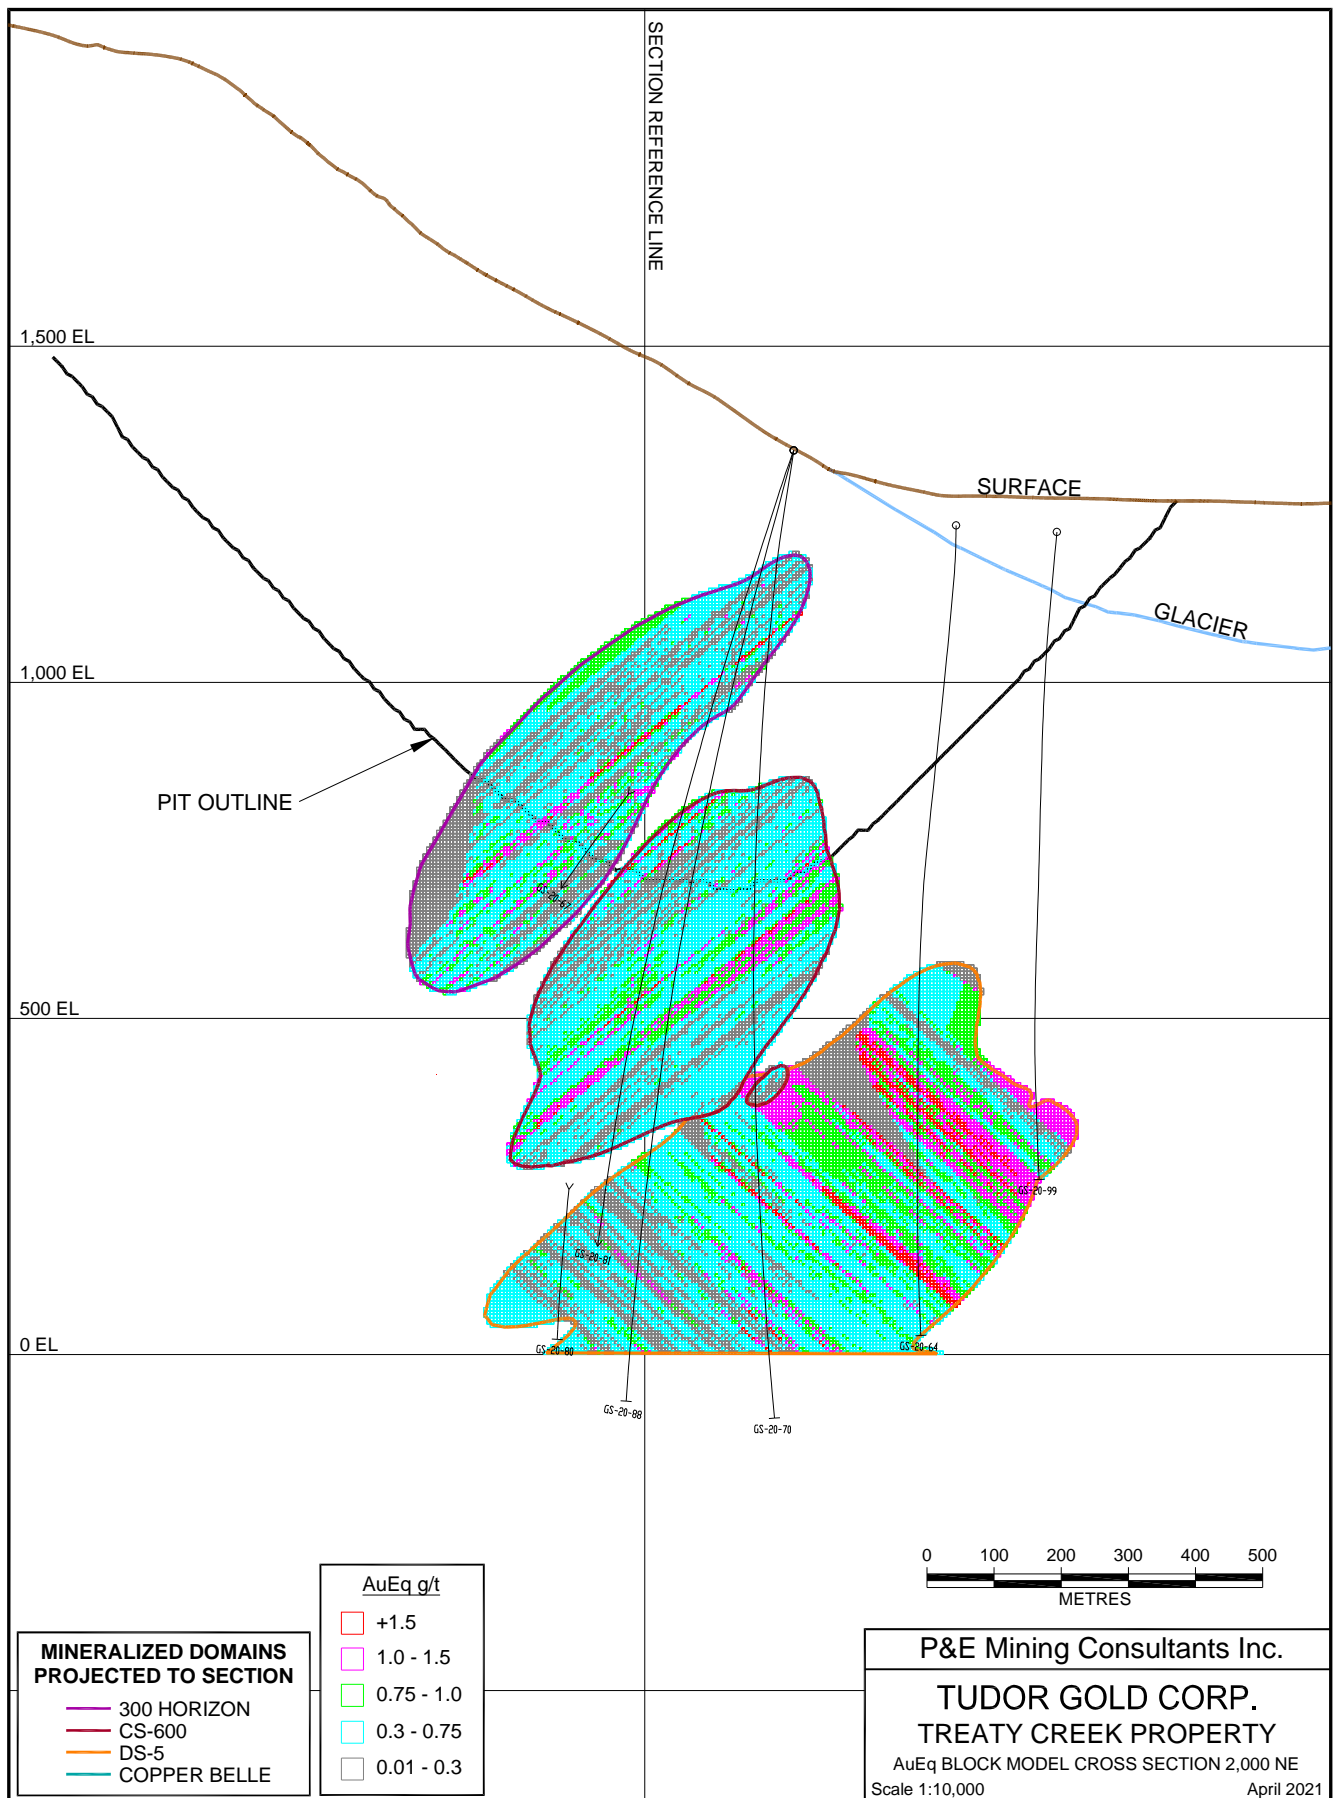 SECTION REFERENCE LINE
1,500 EL
SURFACE
GLACIER
1,000 EL
PIT OUTLINE
GS-20-67
500 EL
GS-20-99
GS-20-81
0 EL
GS-20-80
GS-20-64
GS-20-88
GS-20-70
0 100 200 300 400 500
METRES
AuEq g/t
+1.5
1.0 - 1.5
0.75 - 1.0
0.3 - 0.75
0.01 - 0.3
MINERALIZED DOMAINS
PROJECTED TO SECTION
300 HORIZON
CS-600
DS-5
COPPER BELLE
P&E Mining Consultants Inc.
TUDOR GOLD CORP.
TREATY CREEK PROPERTY
AuEq BLOCK MODEL CROSS SECTION 2,000 NE
Scale 1:10,000 April 2021